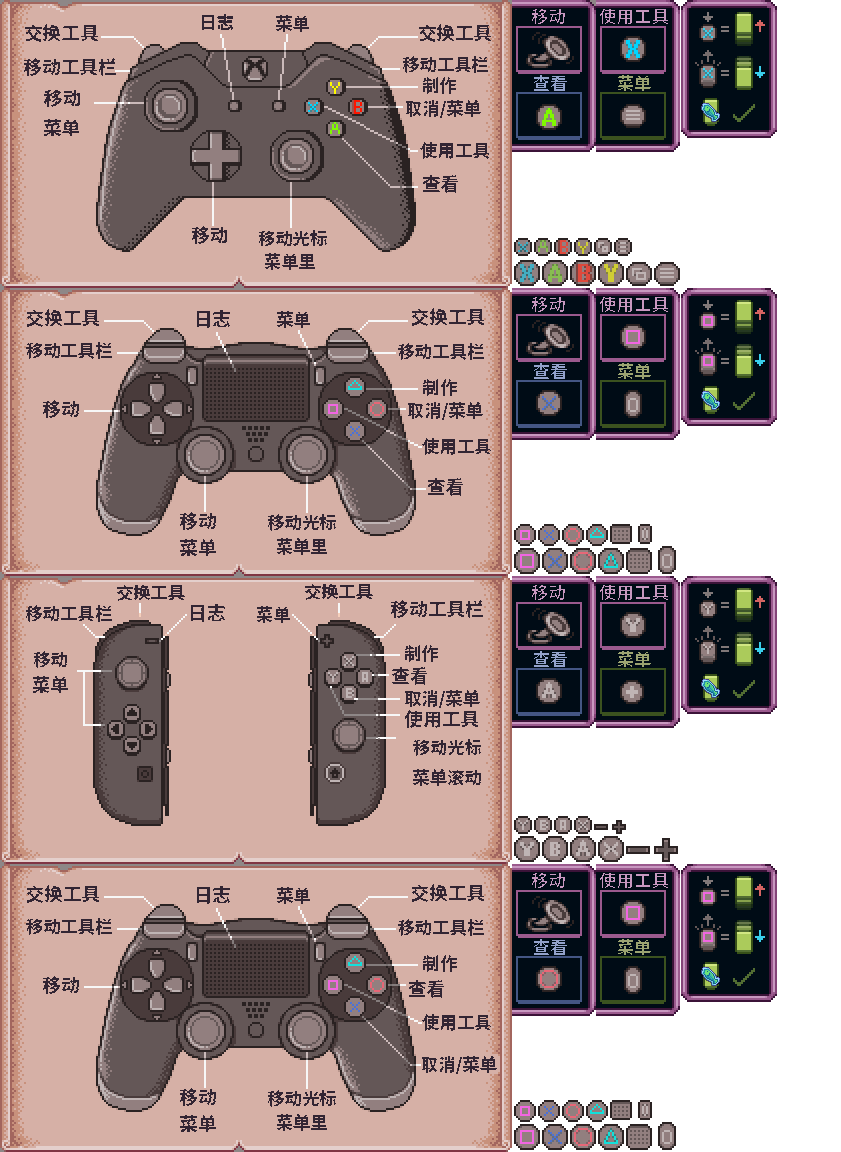 日志
菜单
交换工具
交换工具
移动工具栏
移动工具栏
制作
移动
取消/菜单
菜单
使用工具
查看
移动
移动光标
菜单里
Y
X
B
A
移动
使用工具
X
X
查看
菜单
A
X
X A B Y
X A B Y
交换工具
日志
菜单
交换工具
移动工具栏
移动工具栏
制作
移动
取消/菜单
使用工具
查看
移动
移动光标
菜单
菜单里
移动
使用工具
查看
菜单
交换工具
交换工具
移动工具栏
日志
菜单
移动工具栏
移动
制作
菜单
查看
取消/菜单
使用工具
移动光标
菜单滚动
X
Y
A
B
移动
使用工具
Y
Y
查看
菜单
A
Y
Y B A X
Y B A X
交换工具
日志
菜单
交换工具
移动工具栏
移动工具栏
制作
移动
查看
使用工具
取消/菜单
移动
移动光标
菜单
菜单里
移动
使用工具
查看
菜单